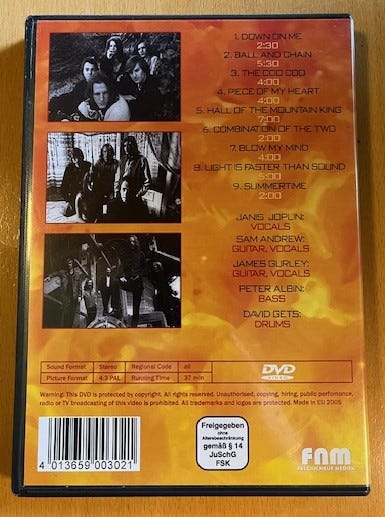 1. DOWN ON ME
2:30
2. BALL AND CHAIN
5:30
3. THE COO COO
4:00
4. PIECE OF MY HEART
4:00
5. HALL OF THE MOUNTAIN KING
7:00
6. COMBINATION OF THE TWO
2:00
7. BLOW MY MIND
4:00
8. LIGHT IS FASTER THAN SOUND
5:00
9. SUMMERTIME
2:00
JANIS JOPLIN:
VOCALS
SAM ANDREW:
GUITAR, VOCALS
JAMES GURLEY:
GUITAR, VOCALS
PETER ALBIN:
BASS
DAVID GETS:
DRUMS
Sound Format Stereo Regional Code all
Picture Format 4:3 PAL Running Time 37 min
DVD
VIDEO
Warning: This DVD is protected by copyright. All rights reserved. Unauthorised, copying, hiring, public perfomance,
radio or TV broadcasting of this video is prohibited. All trademarks and logos are protected. Made in EU 2005
4 013659 003021
Freigegeben
ohne
Altersbeschränkung
gemäß § 14
JuSchG
FSK
FNM
FALCON NEUE MEDIEN